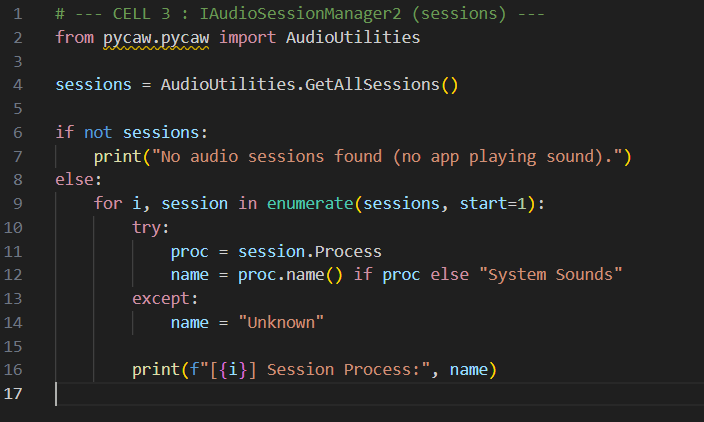 1 # --- CELL 3 : IAudioSessionManager2 (sessions) ---
2 from pycaw.pycaw import AudioUtilities
3
4 sessions = AudioUtilities.GetAllSessions()
5
6 if not sessions:
7     print("No audio sessions found (no app playing sound).")
8 else:
9     for i, session in enumerate(sessions, start=1):
10         try:
11             proc = session.Process
12             name = proc.name() if proc else "System Sounds"
13         except:
14             name = "Unknown"
15
16         print(f"[{i}] Session Process:", name)
17